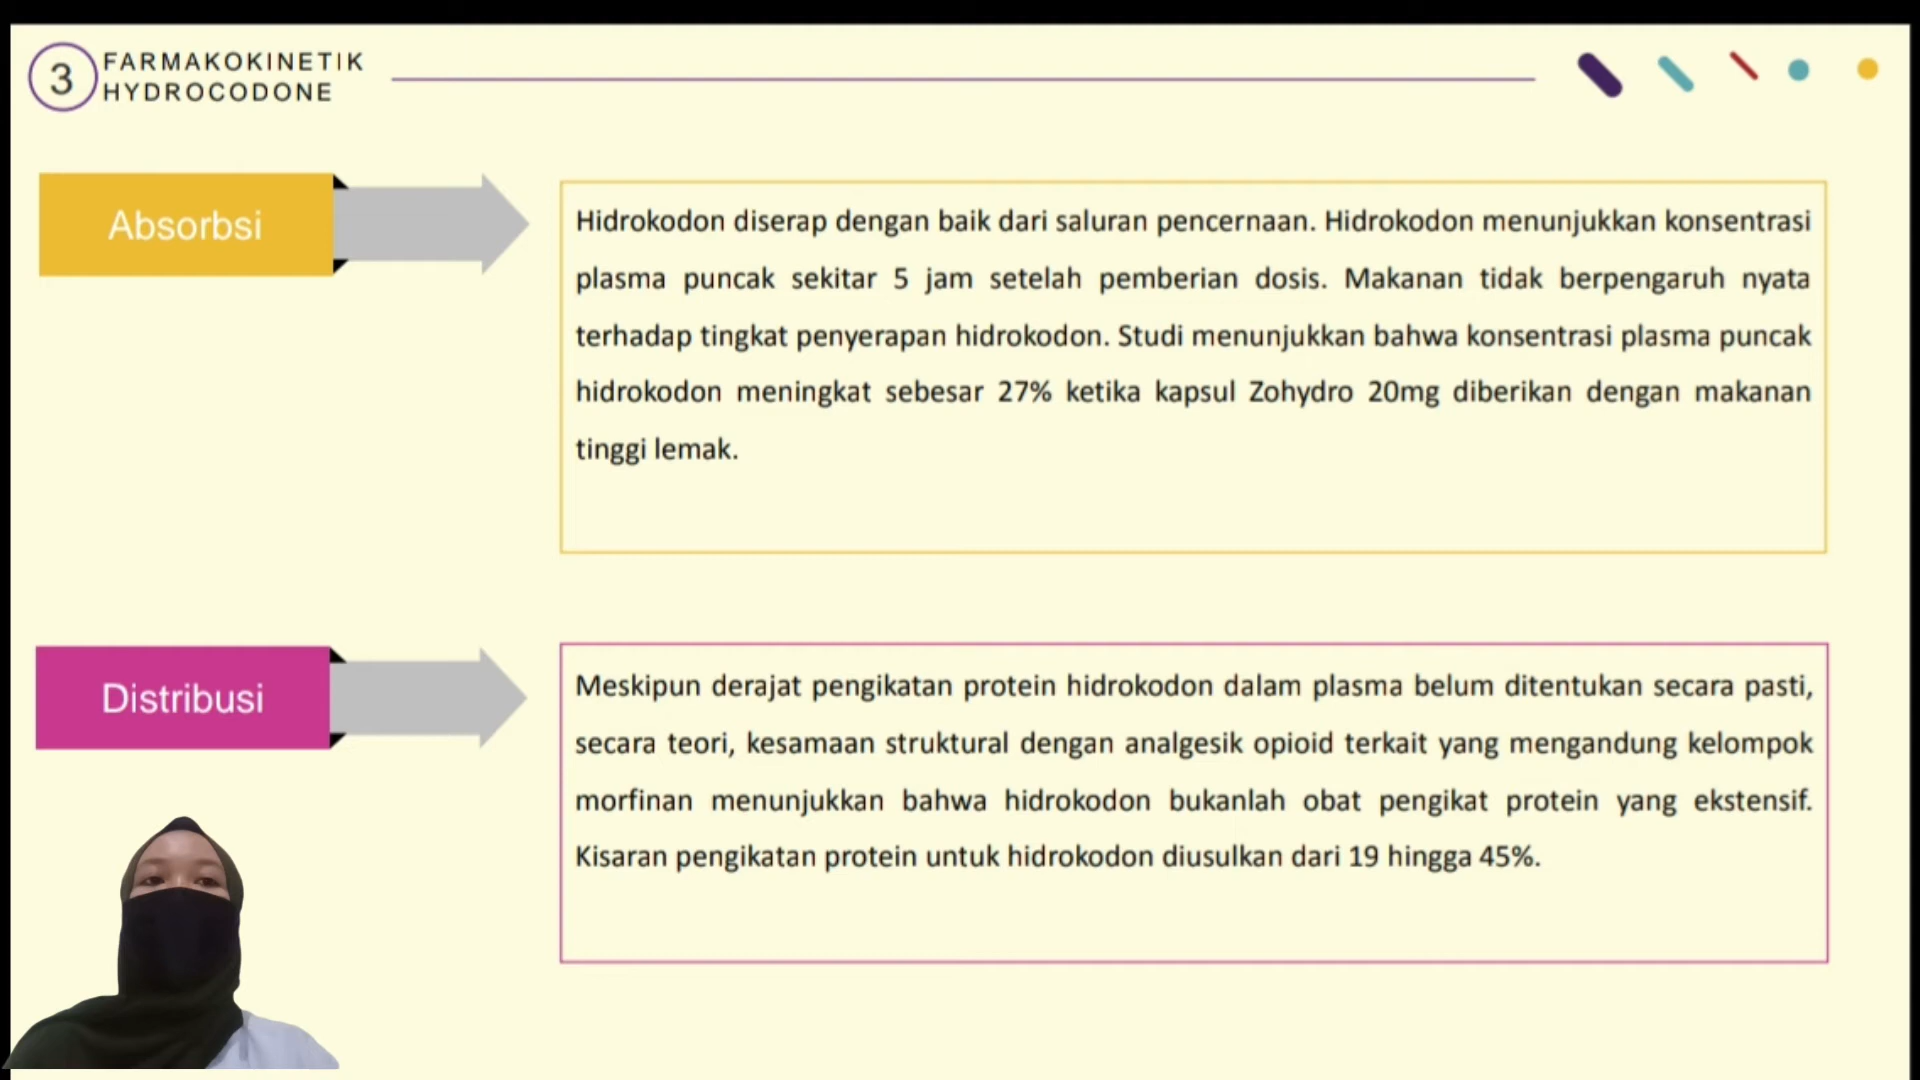 3
FARMAKOKINETIK
HYDROCODONE
Absorbsi
Hidrokodon diserap dengan baik dari saluran pencernaan. Hidrokodon menunjukkan konsentrasi
plasma puncak sekitar 5 jam setelah pemberian dosis. Makanan tidak berpengaruh nyata
terhadap tingkat penyerapan hidrokodon. Studi menunjukkan bahwa konsentrasi plasma puncak
hidrokodon meningkat sebesar 27% ketika kapsul Zohydro 20mg diberikan dengan makanan
tinggi lemak.
Distribusi
Meskipun derajat pengikatan protein hidrokodon dalam plasma belum ditentukan secara pasti,
secara teori, kesamaan struktural dengan analgesik opioid terkait yang mengandung kelompok
morfinan menunjukkan bahwa hidrokodon bukanlah obat pengikat protein yang ekstensif.
Kisaran pengikatan protein untuk hidrokodon diusulkan dari 19 hingga 45%.